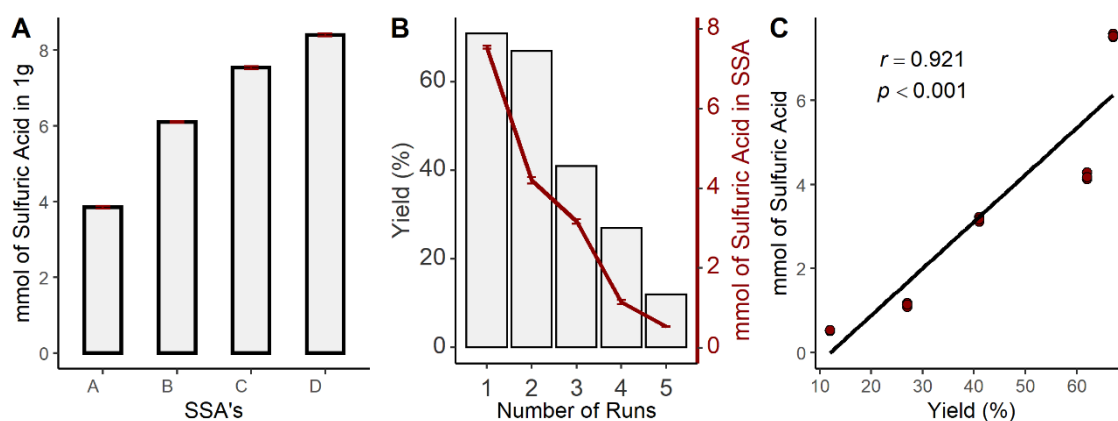 A
mmol of Sulfuric Acid in 1g
8
6
4
2
0
A B C D
SSA's
B
Yield (%)
60
40
20
0
8
6
4
2
0
mmol of Sulfuric Acid in SSA
1 2 3 4 5
Number of Runs
C
r = 0.921
p < 0.001
mmol of Sulfuric Acid
6
4
2
0
10 20 30 40 50 60
Yield (%)